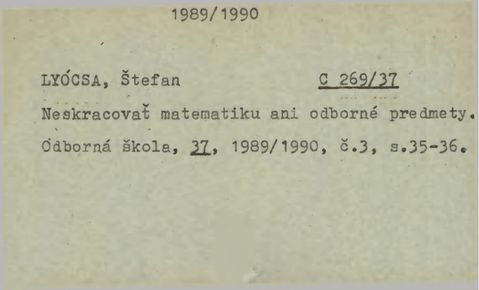 1989/1990
LYÓCSA, Štefan C 269/37
Neskracovať matematiku ani odborné predmety.
Odborná škola, 37, 1989/1990, č.3, s.35-36.